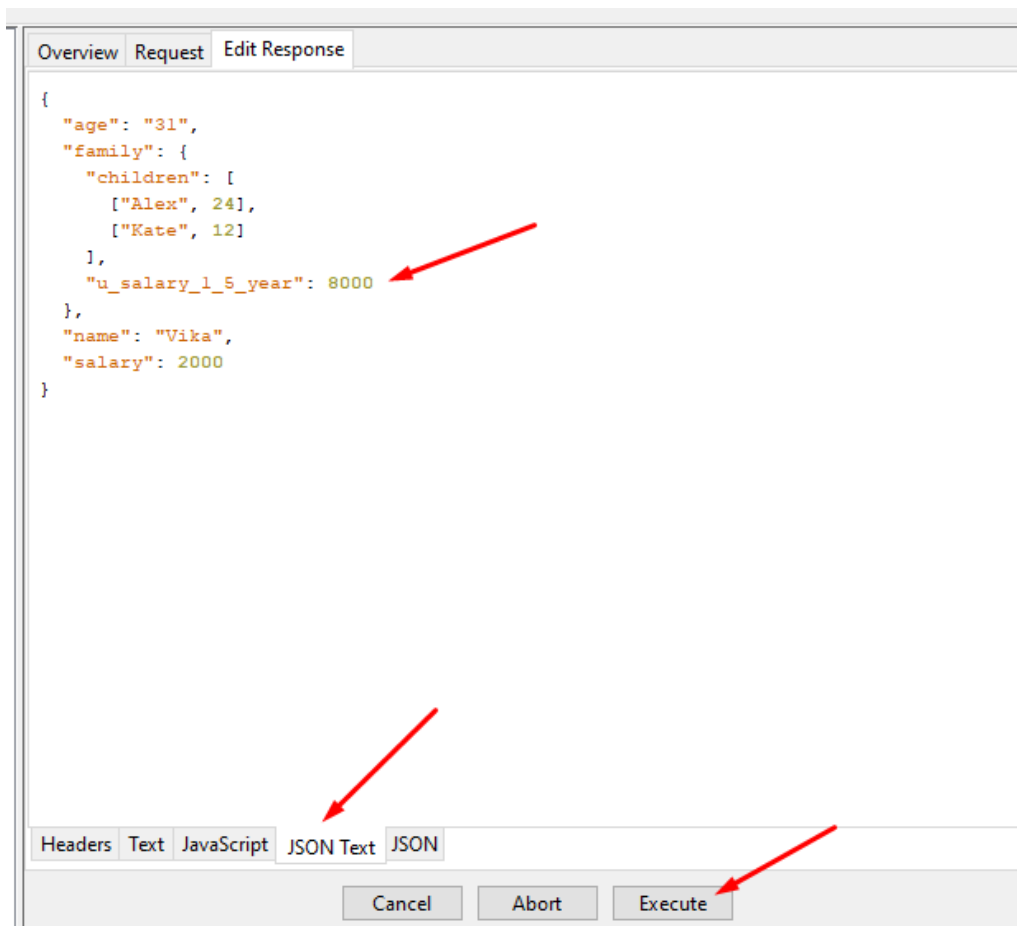 Overview Request Edit Response
{
  "age": "31",
  "family": {
    "children": [
      ["Alex", 24],
      ["Kate", 12]
    ],
    "u_salary_1_5_year": 8000
  },
  "name": "Vika",
  "salary": 2000
}
Headers Text JavaScript JSON Text JSON
Cancel Abort Execute